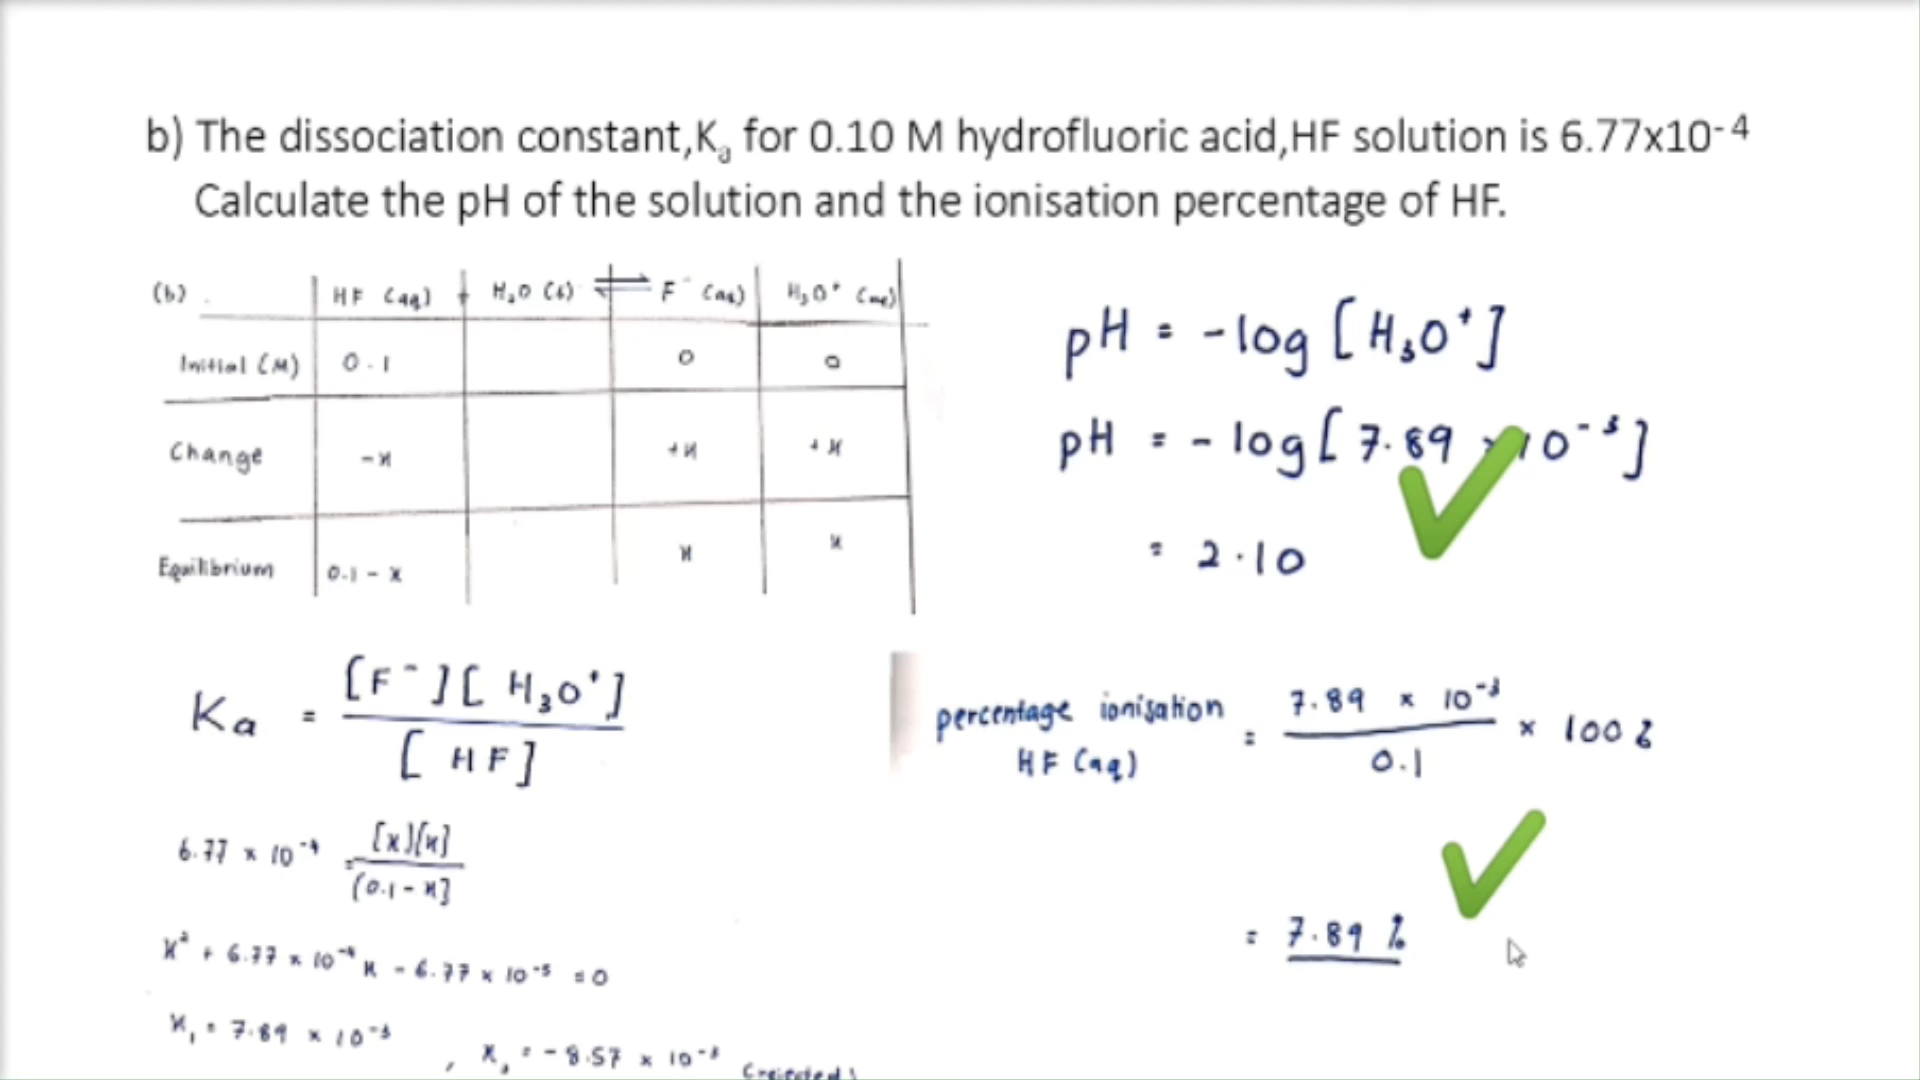 b) The dissociation constant,Kₐ for 0.10 M hydrofluoric acid,HF solution is 6.77x10⁻⁴
Calculate the pH of the solution and the ionisation percentage of HF.
(b) HF (aq) + H₂O (l) ⇌ F⁻ (aq) H₃O⁺ (aq)
Initial (M) 0.1 0 0
Change -x +x +x
Equilibrium 0.1 - x x x
Ka = [F⁻][H₃O⁺] / [HF]
6.77 x 10⁻⁴ = [x][x] / [0.1 - x]
x² + 6.77 x 10⁻⁴ x - 6.77 x 10⁻⁵ = 0
x₁ = 7.89 x 10⁻³ , x₂ = -8.57 x 10⁻³ (rejected)
pH = -log [H₃O⁺]
pH = - log [7.89 x 10⁻³]
= 2.10
percentage ionisation HF (aq) = 7.89 x 10⁻³ / 0.1 x 100%
= 7.89 %